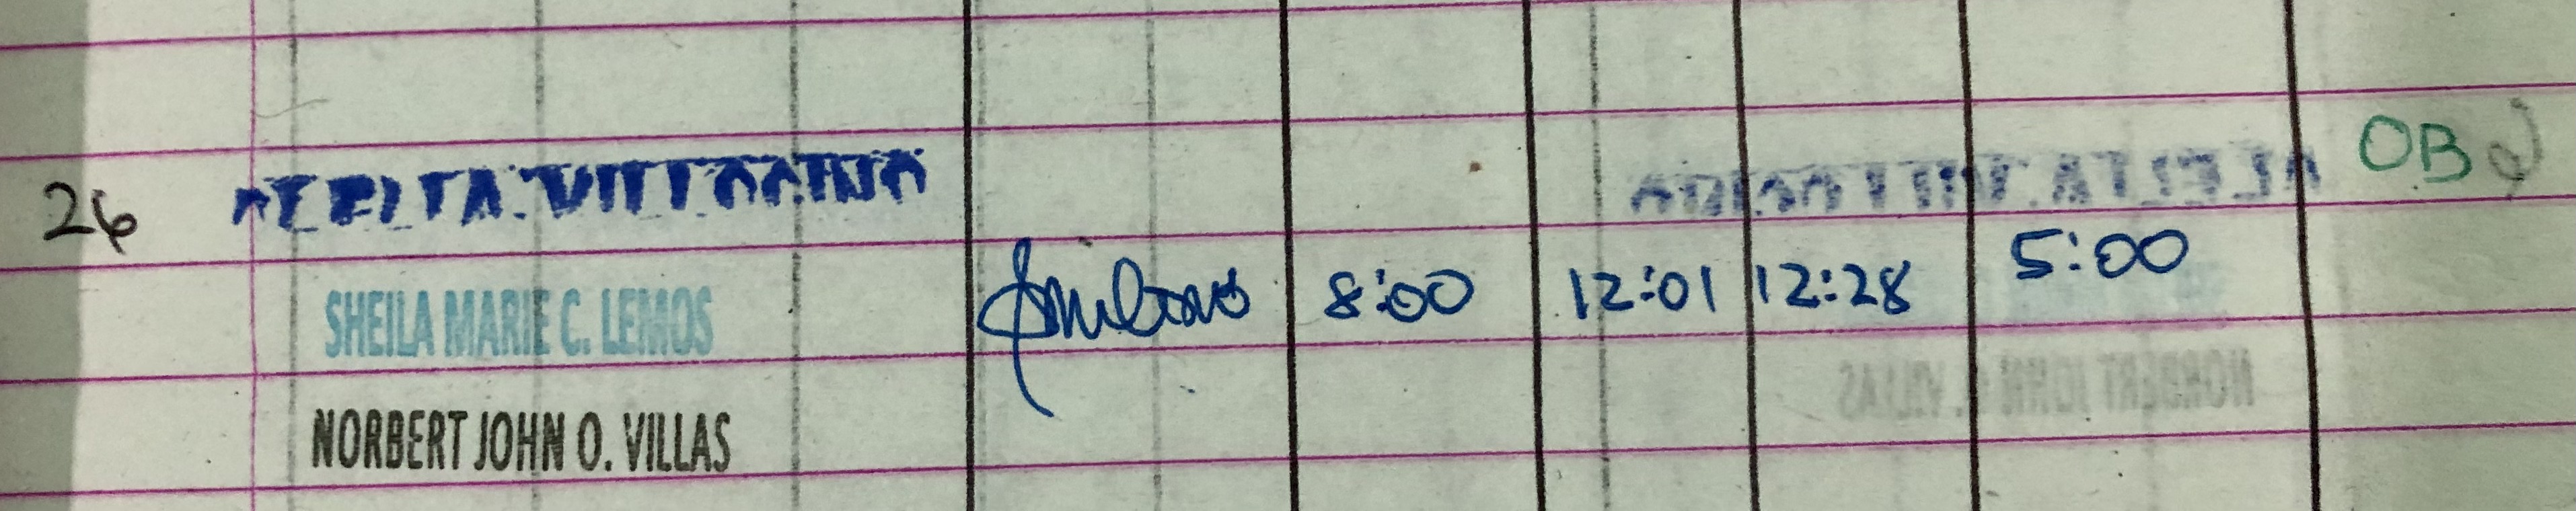 26 OB
SHEILA MARIE C. LEMOS 8:00 12:01 12:28 5:00
NORBERT JOHN O. VILLAS